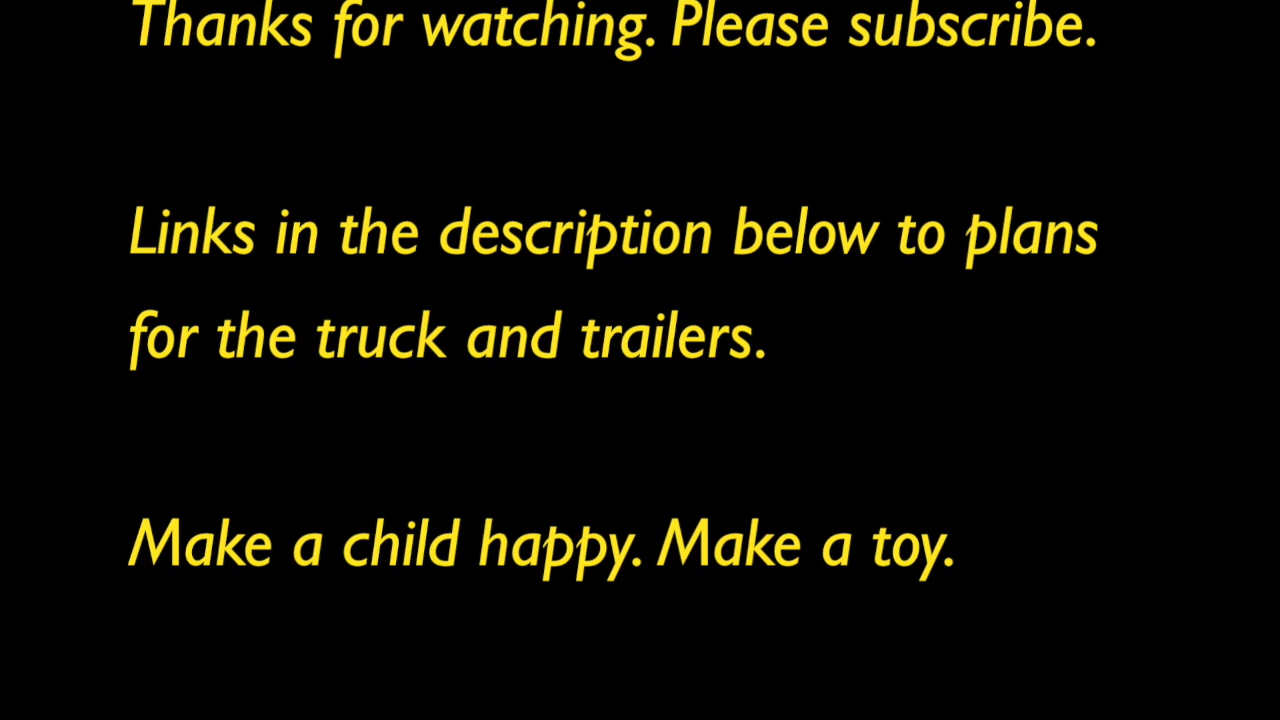 Thanks for watching. Please subscribe.
Links in the description below to plans
for the truck and trailers.
Make a child happy. Make a toy.